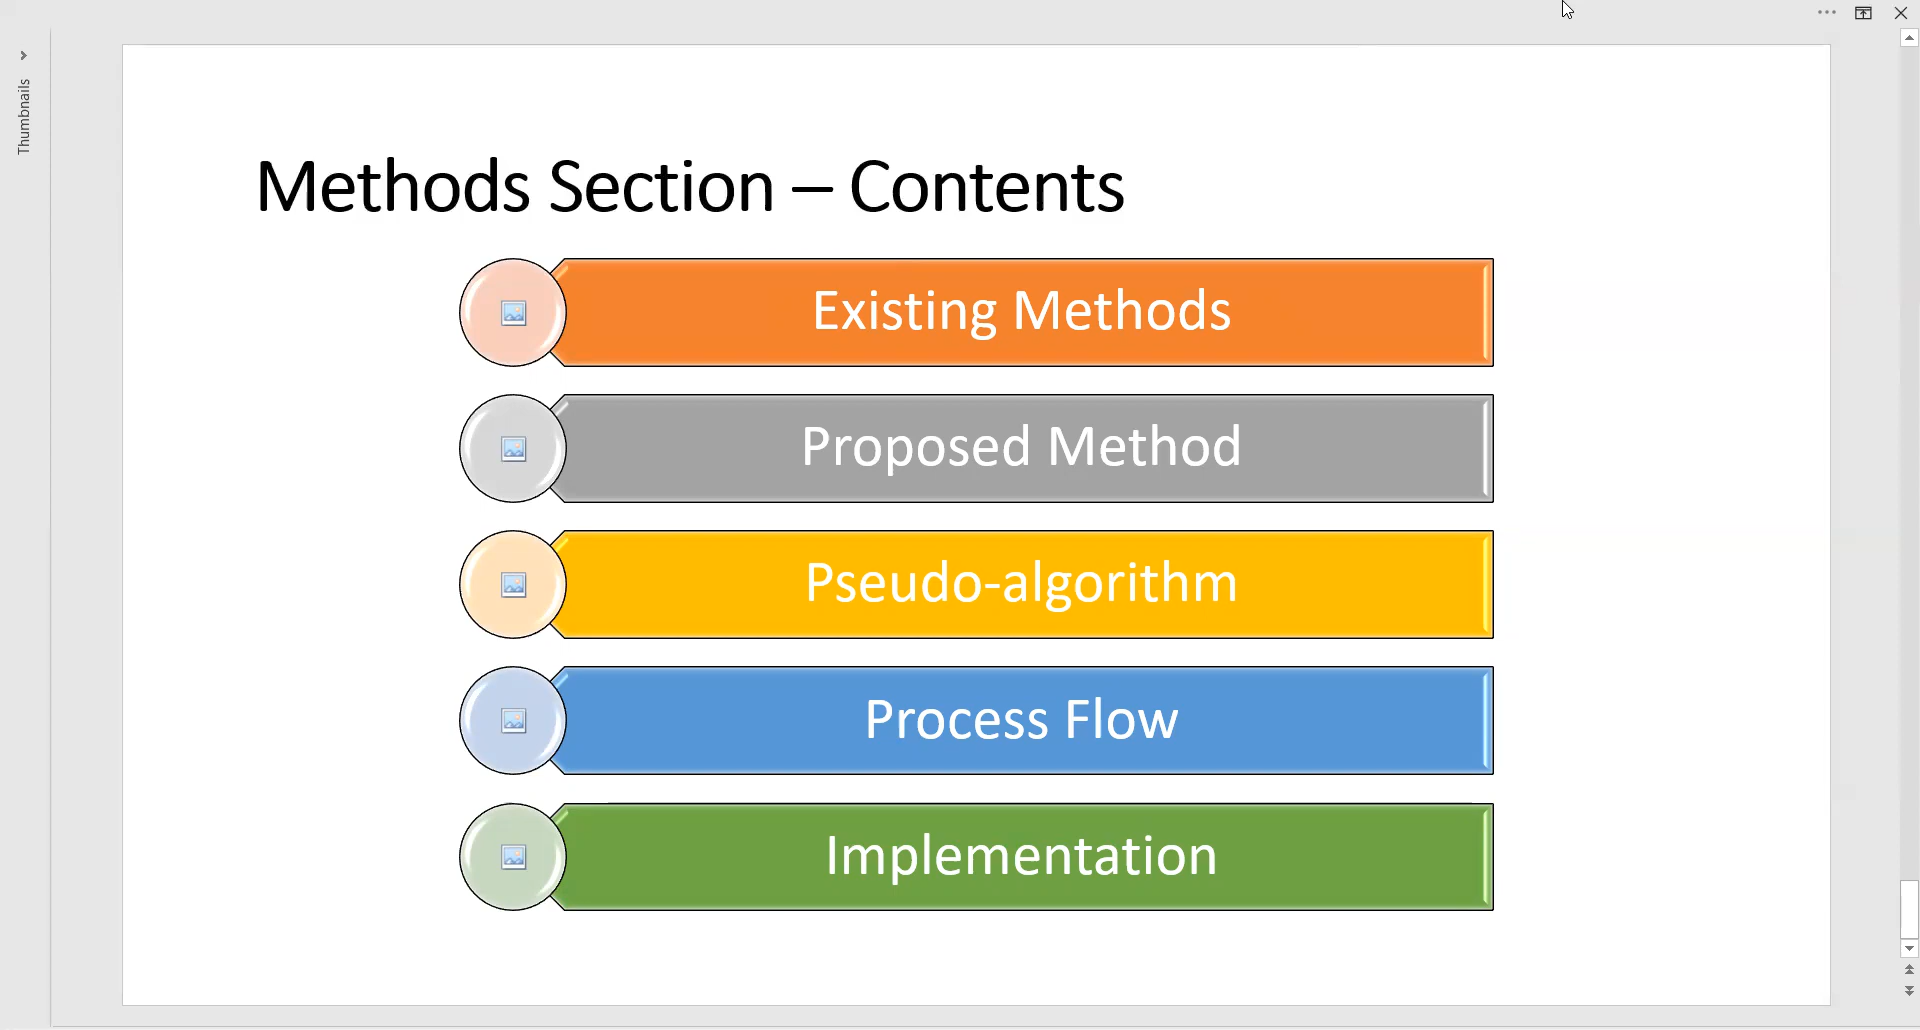 Thumbnails
Methods Section – Contents
Existing Methods
Proposed Method
Pseudo-algorithm
Process Flow
Implementation